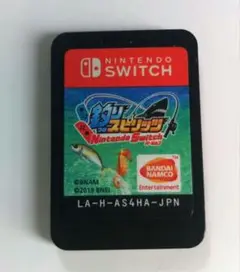 NINTENDO
SWITCH
釣り
スピリッツ
Nintendo Switch
BANDAI
NAMCO
Entertainment
LA-H-AS4HA-JPN